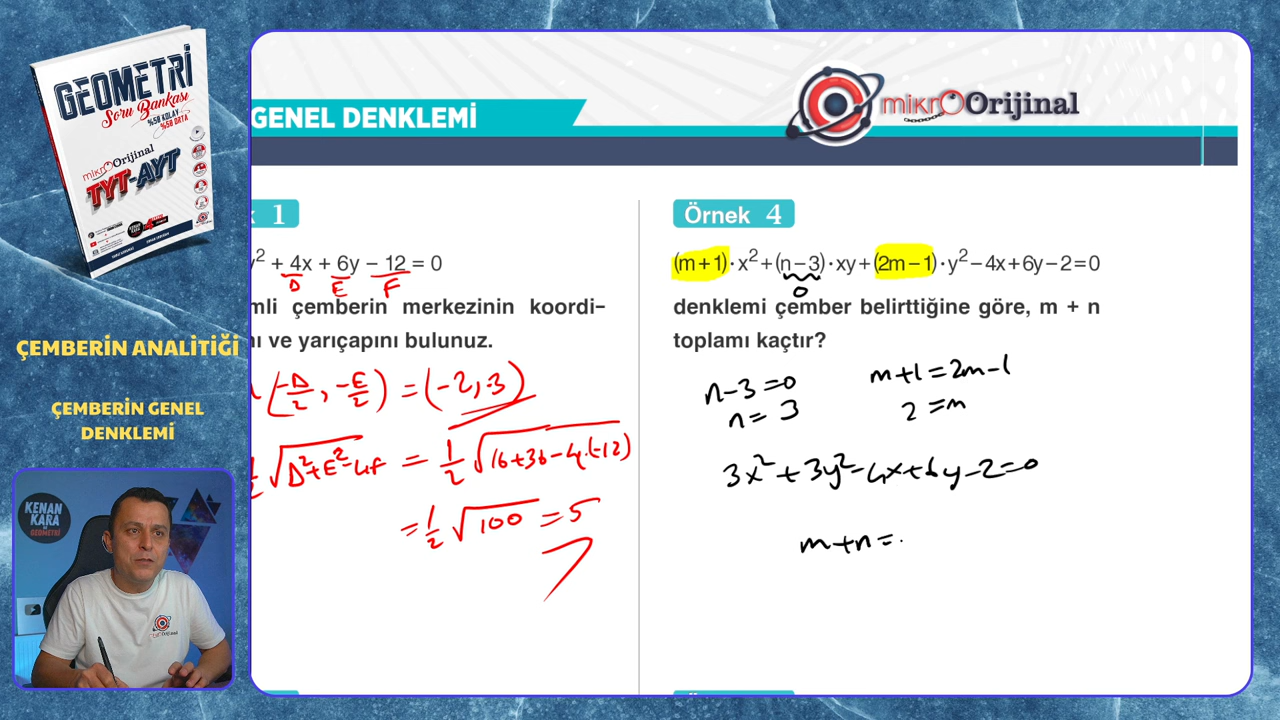 GEOMETRİ
Soru Bankası
%50 KOLAY
%50 ORTA
mikro Orijinal
TYT-AYT
ÇEMBERİN ANALİTİĞİ
ÇEMBERİN GENEL
DENKLEMİ
KENAN
KARA
GEOMETRİ
GENEL DENKLEMİ
mikro Orijinal
k 1
y² + 4x + 6y − 12 = 0
D E F
mli çemberin merkezinin koordi-
ı ve yarıçapını bulunuz.
(-D/2, -E/2) = (-2,-3)
1/2 √D²+E²-4F = 1/2 √16+36-4.(-12)
= 1/2 √100 = 5
Örnek 4
(m+1)·x²+(n−3)·xy+(2m−1)·y²−4x+6y−2=0
0
denklemi çember belirttiğine göre, m + n
toplamı kaçtır?
n-3=0
n= 3
m+1=2m-1
2=m
3x²+3y²-4x+6y-2=0
m+n=